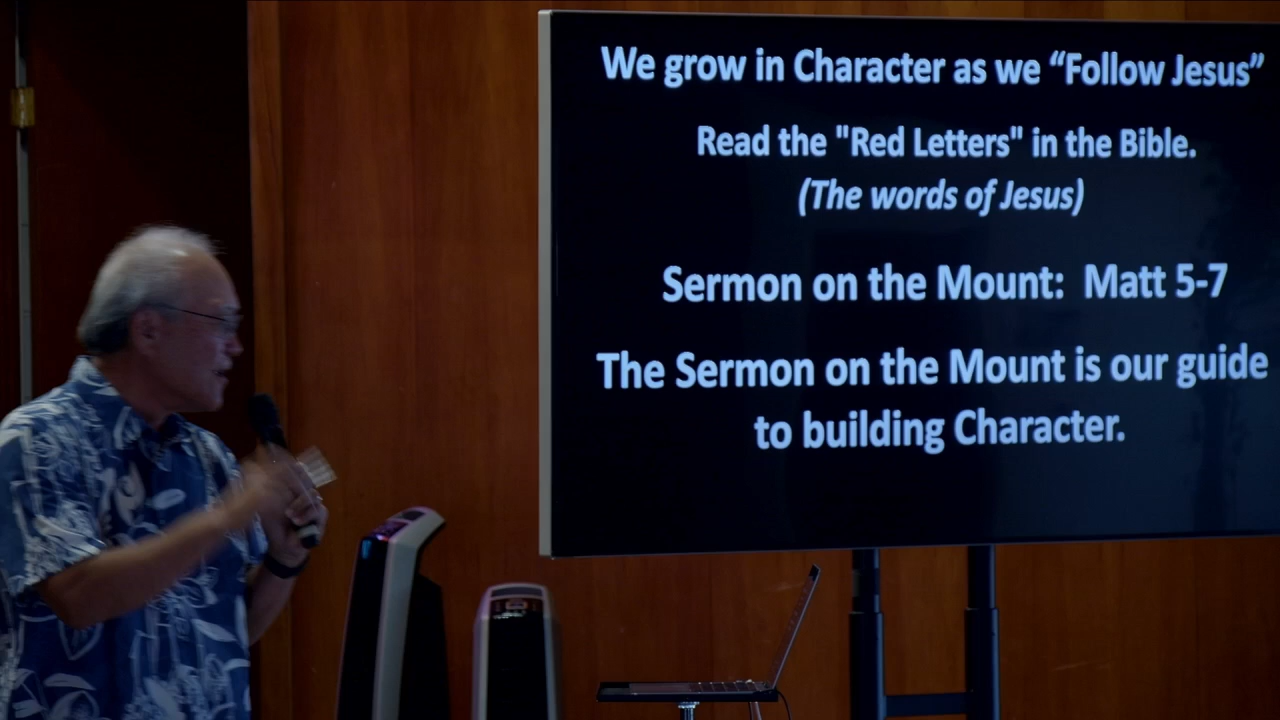 We grow in Character as we “Follow Jesus”
Read the "Red Letters" in the Bible.
(The words of Jesus)
Sermon on the Mount: Matt 5-7
The Sermon on the Mount is our guide
to building Character.